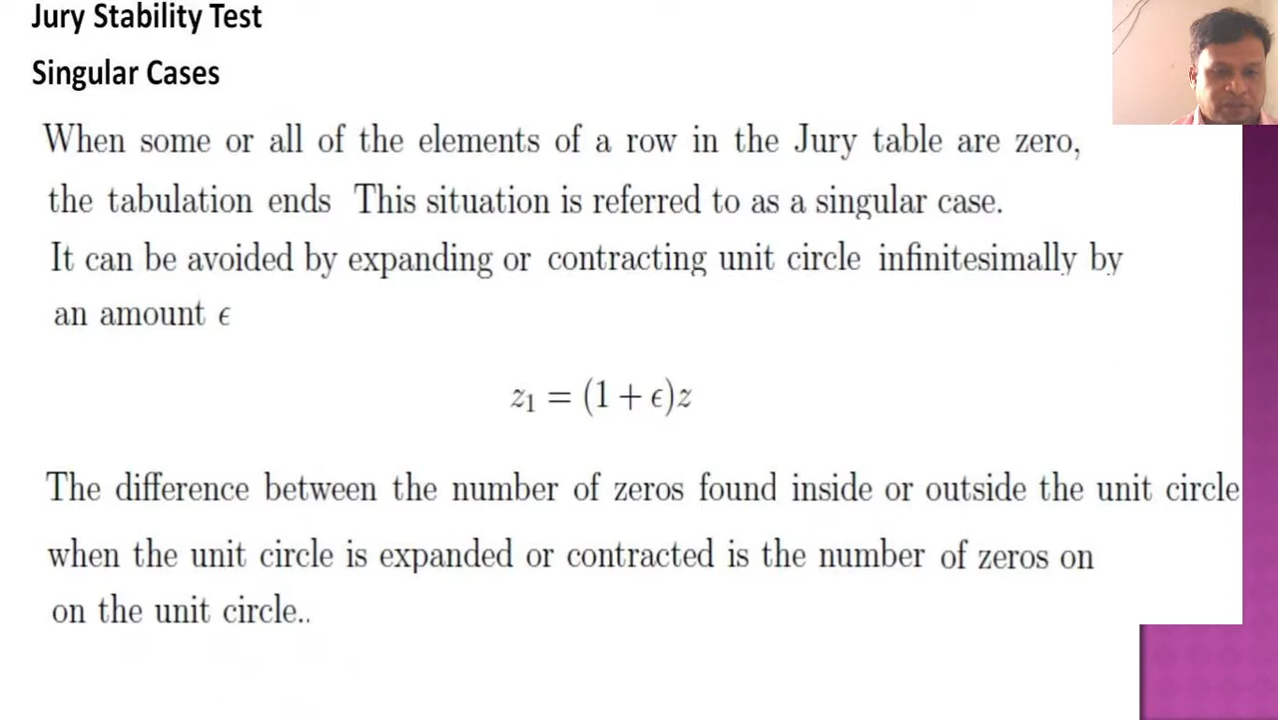 Jury Stability Test
Singular Cases
When some or all of the elements of a row in the Jury table are zero,
the tabulation ends This situation is referred to as a singular case.
It can be avoided by expanding or contracting unit circle infinitesimally by
an amount ϵ
z₁ = (1 + ϵ)z
The difference between the number of zeros found inside or outside the unit circle
when the unit circle is expanded or contracted is the number of zeros on
on the unit circle..